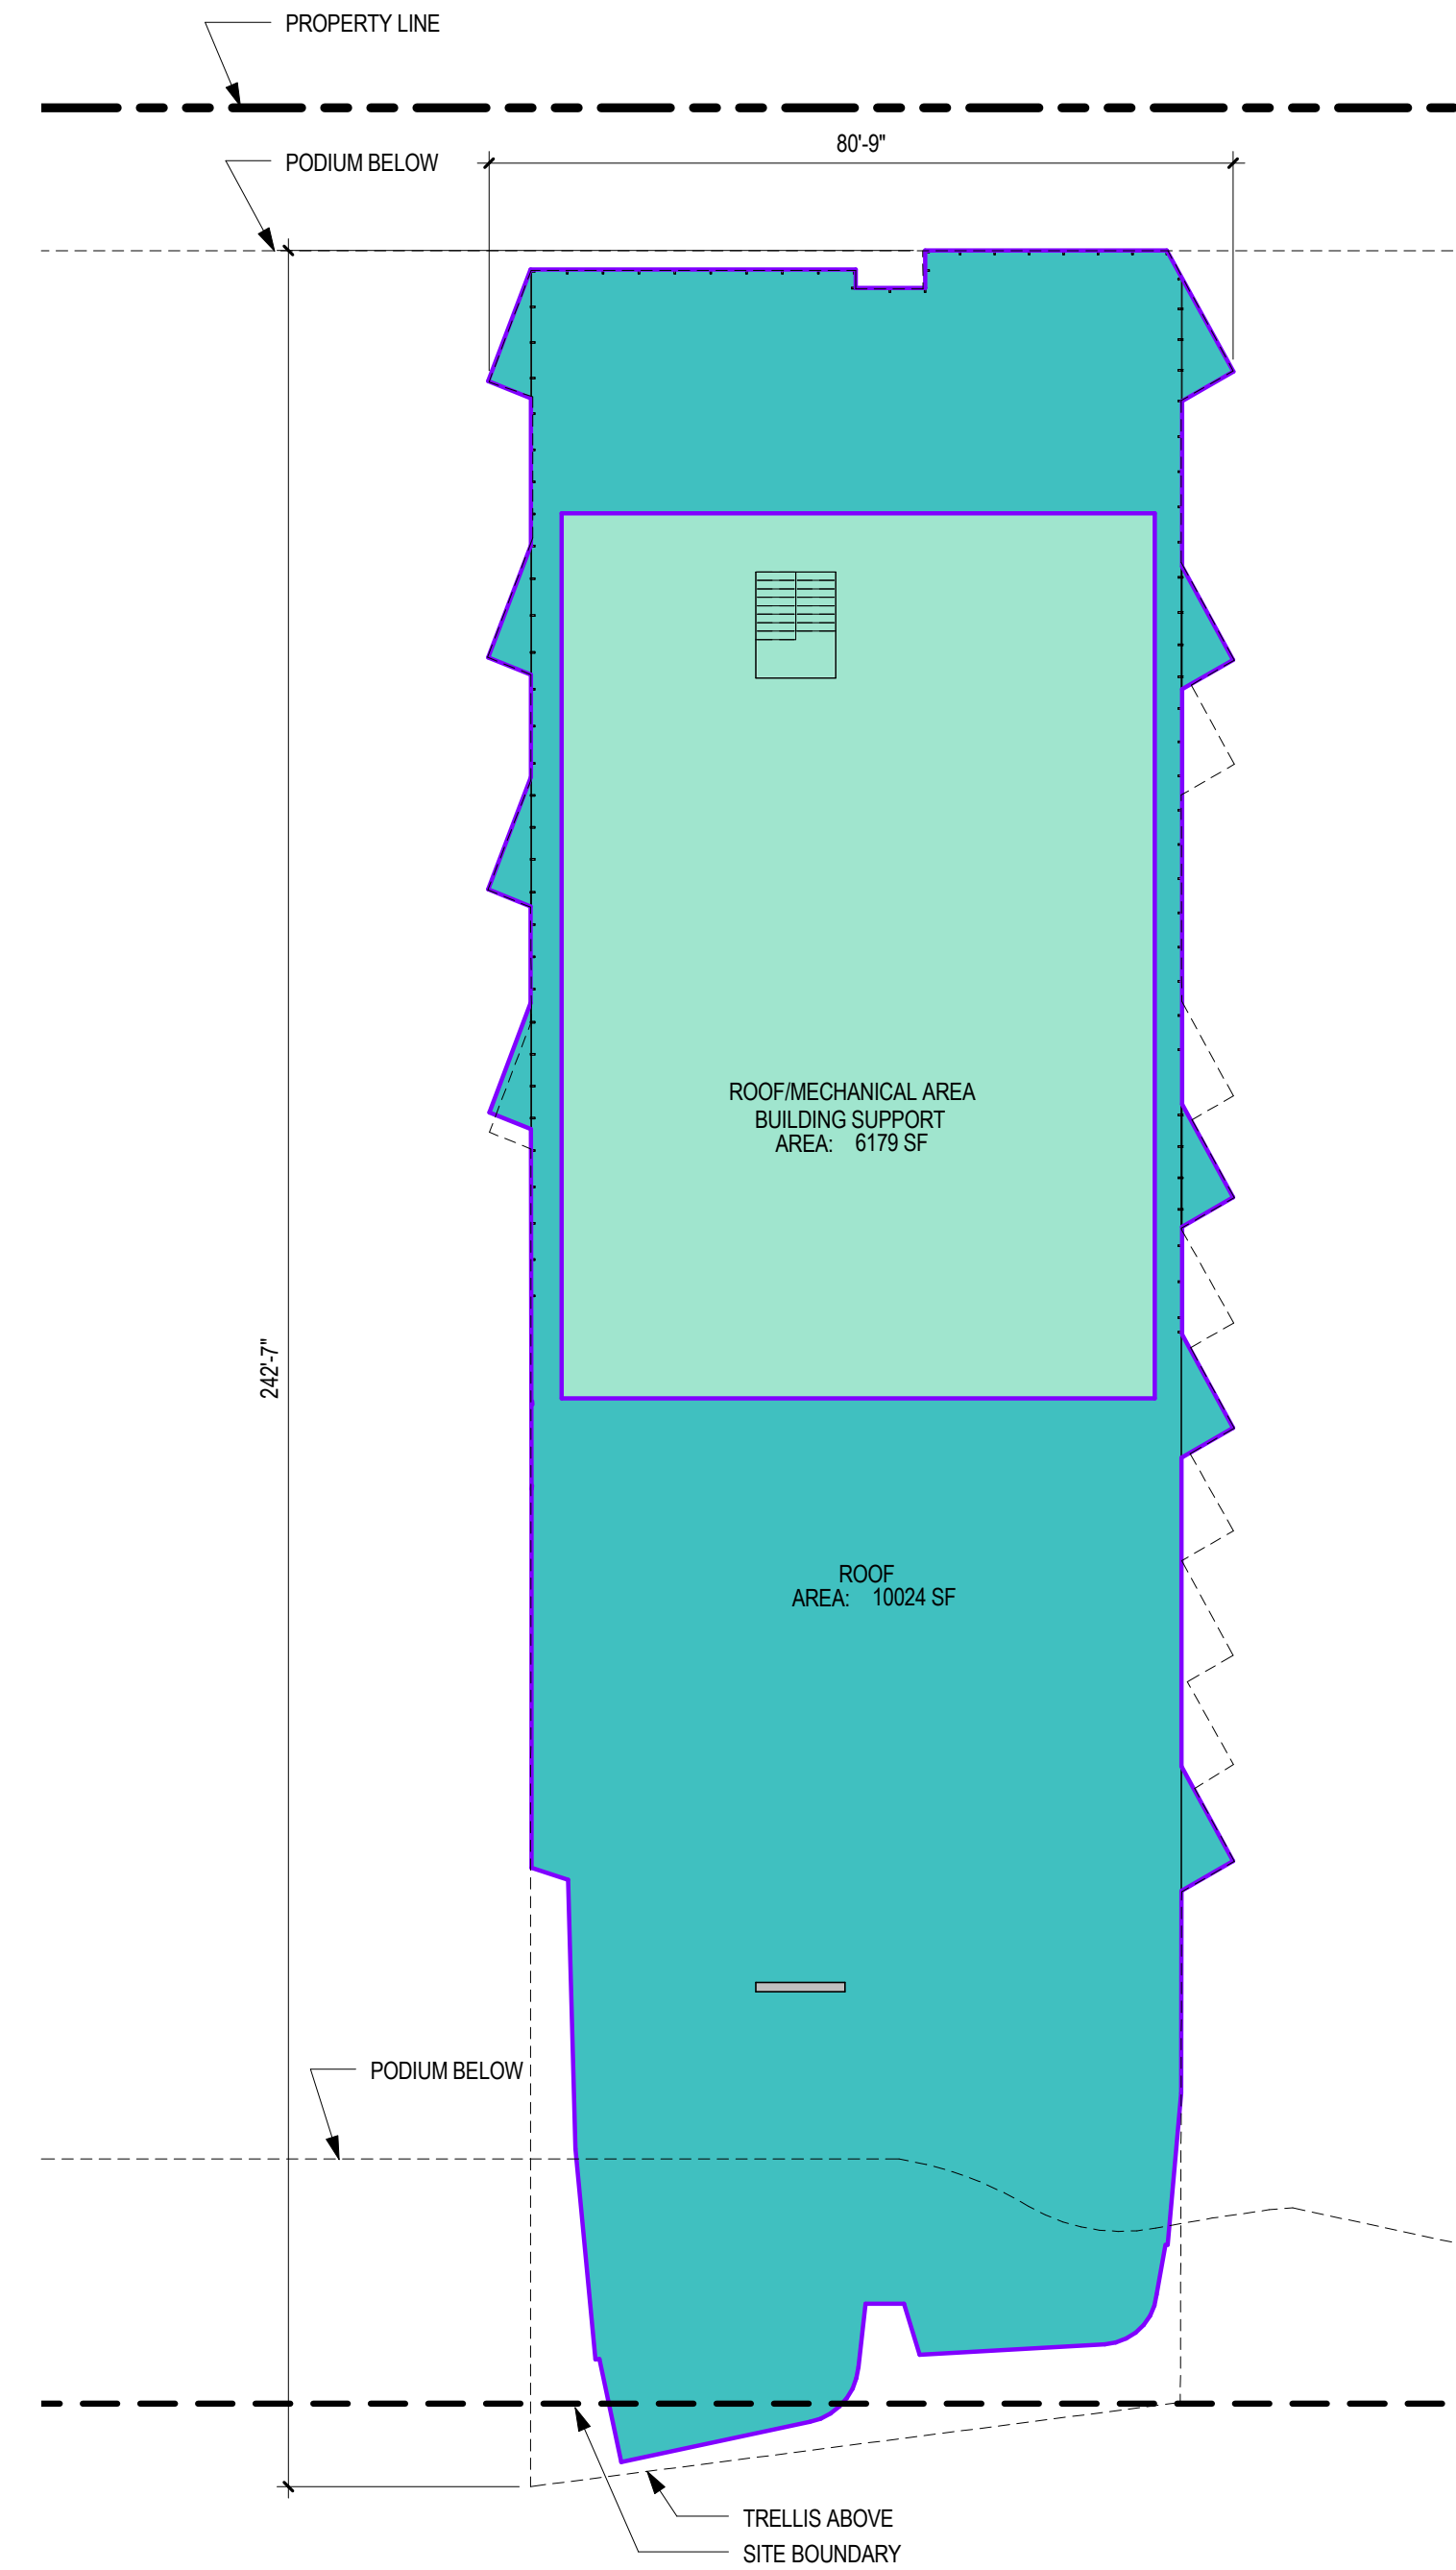 PROPERTY LINE
80'-9"
PODIUM BELOW
ROOF/MECHANICAL AREA
BUILDING SUPPORT
AREA: 6179 SF
242'-7"
ROOF
AREA: 10024 SF
PODIUM BELOW
TRELLIS ABOVE
SITE BOUNDARY